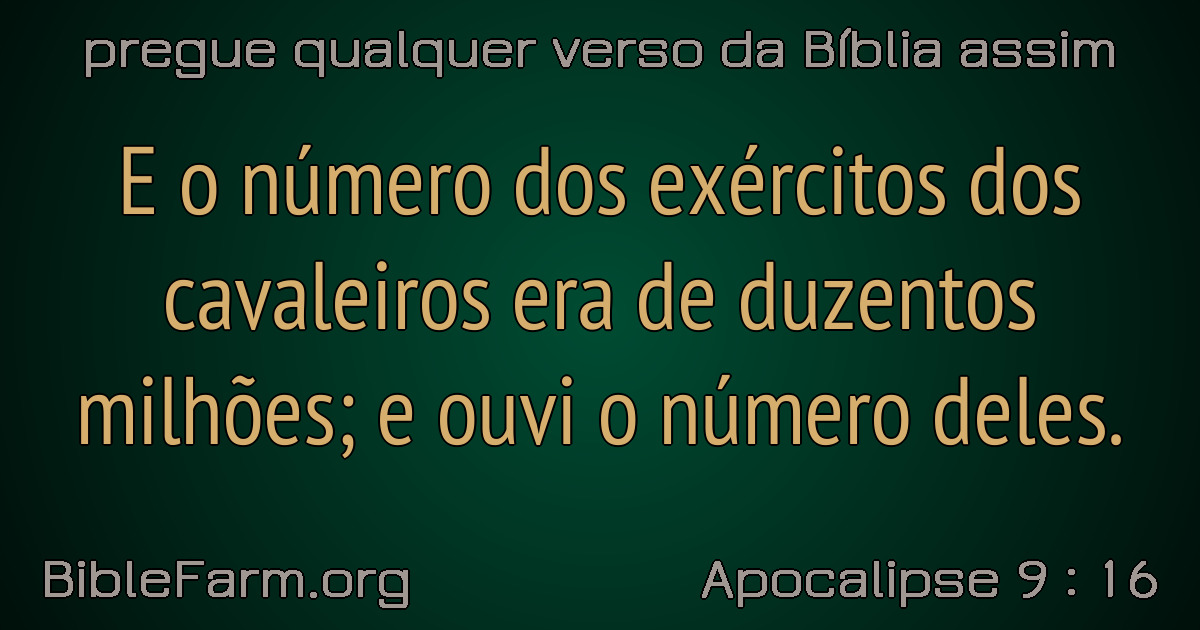 pregue qualquer verso da Bíblia assim
E o número dos exércitos dos
cavaleiros era de duzentos
milhões; e ouvi o número deles.
BibleFarm.org
Apocalipse 9 : 16